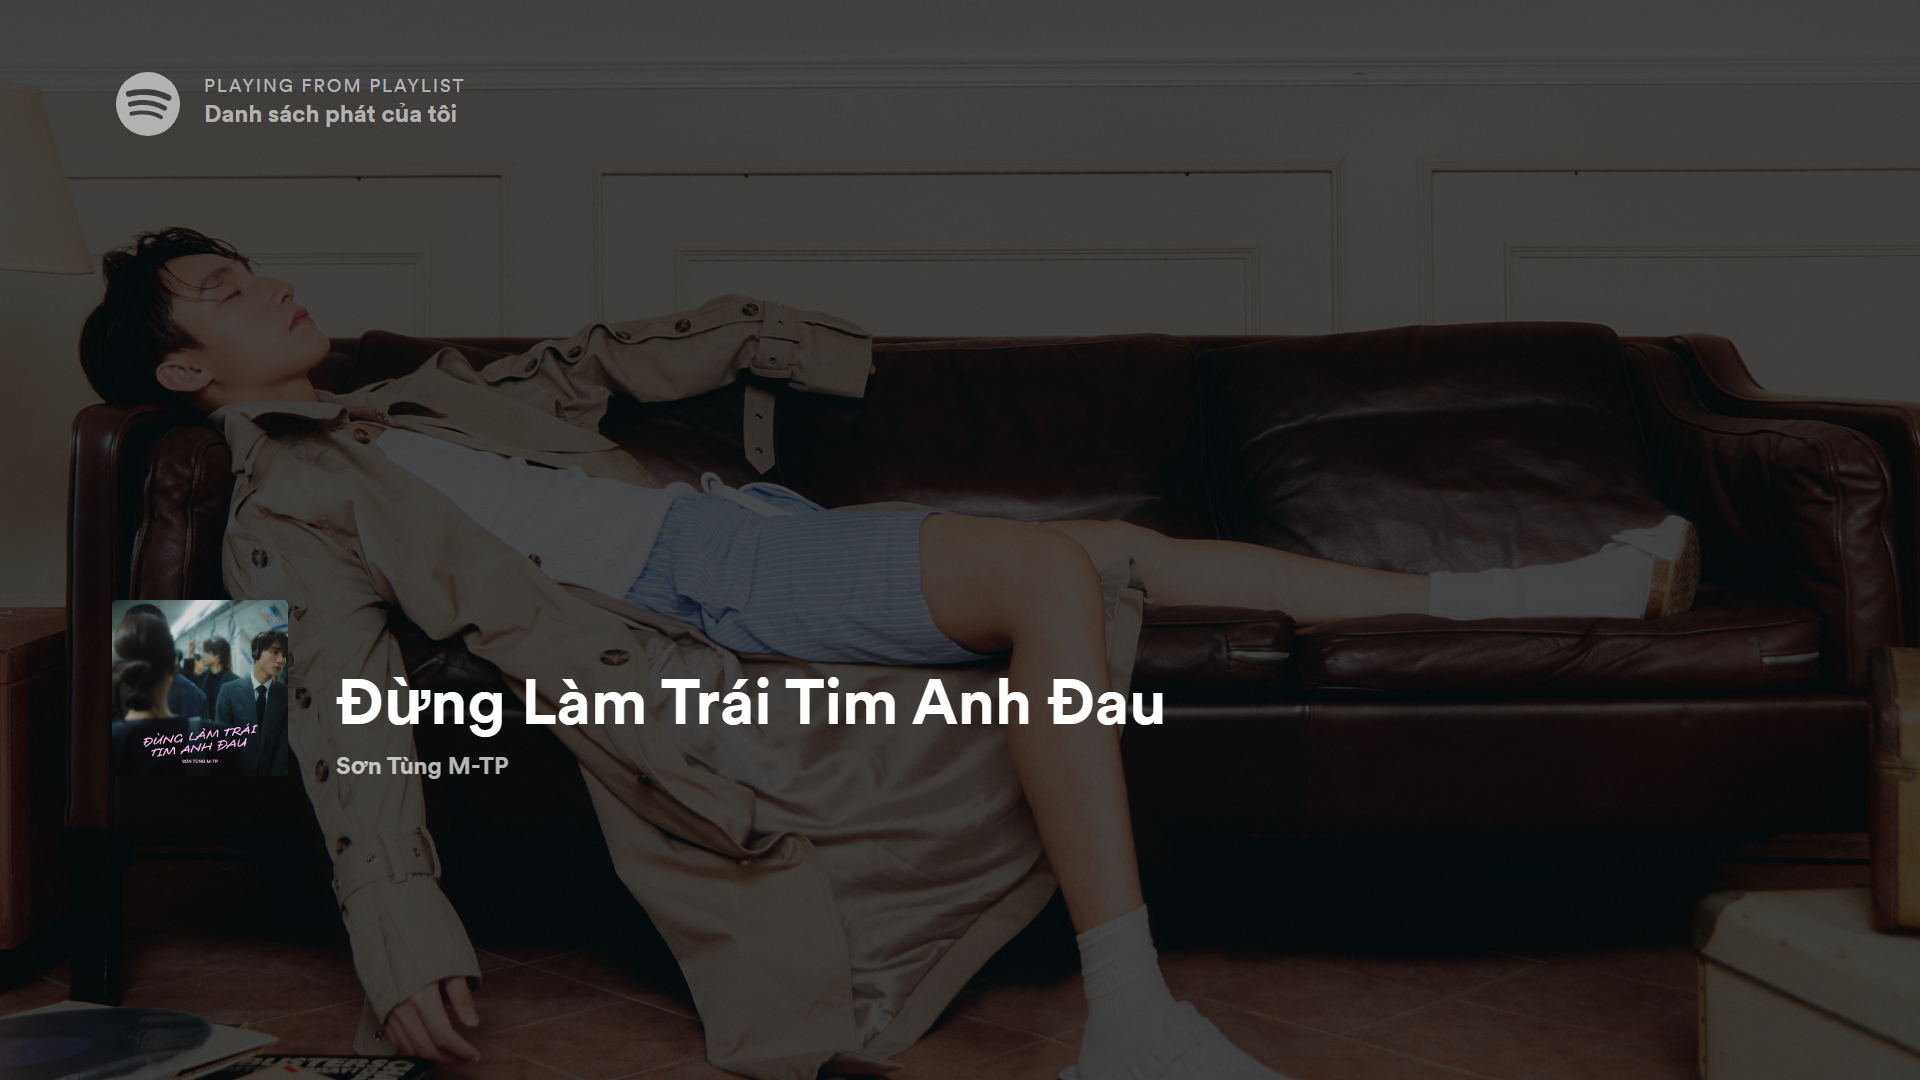 PLAYING FROM PLAYLIST
Danh sách phát của tôi
ĐỪNG LÀM TRÁI
TIM ANH ĐAU
SƠN TÙNG M-TP
Đừng Làm Trái Tim Anh Đau
Sơn Tùng M-TP